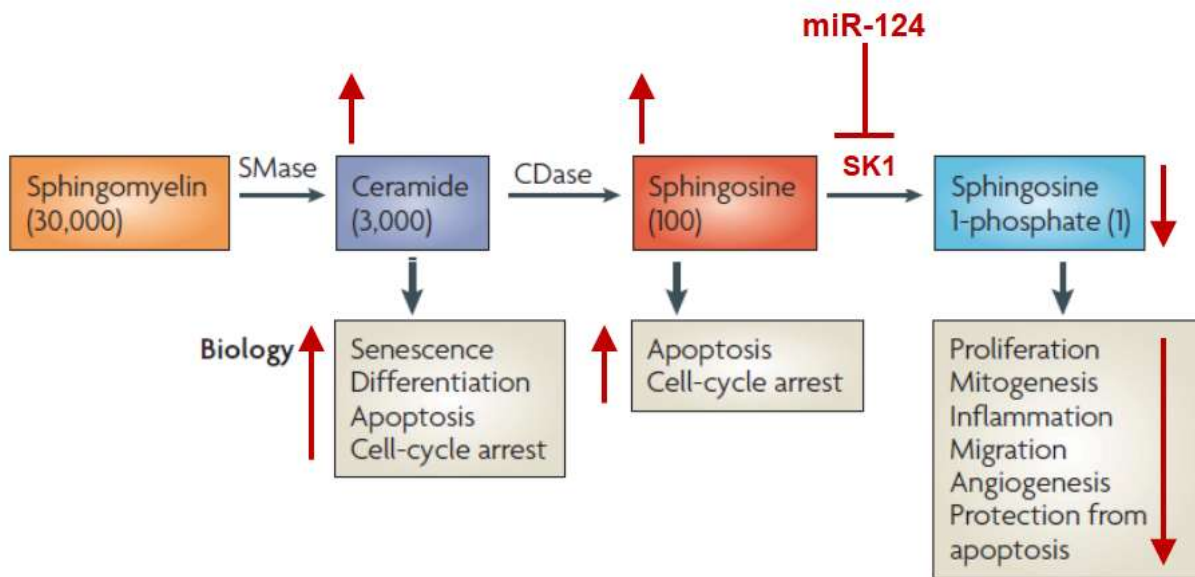 miR-124
SMase
CDase
SK1
Sphingomyelin
(30,000)
Ceramide
(3,000)
Sphingosine
(100)
Sphingosine
1-phosphate (1)
Biology
Senescence
Differentiation
Apoptosis
Cell-cycle arrest
Apoptosis
Cell-cycle arrest
Proliferation
Mitogenesis
Inflammation
Migration
Angiogenesis
Protection from
apoptosis